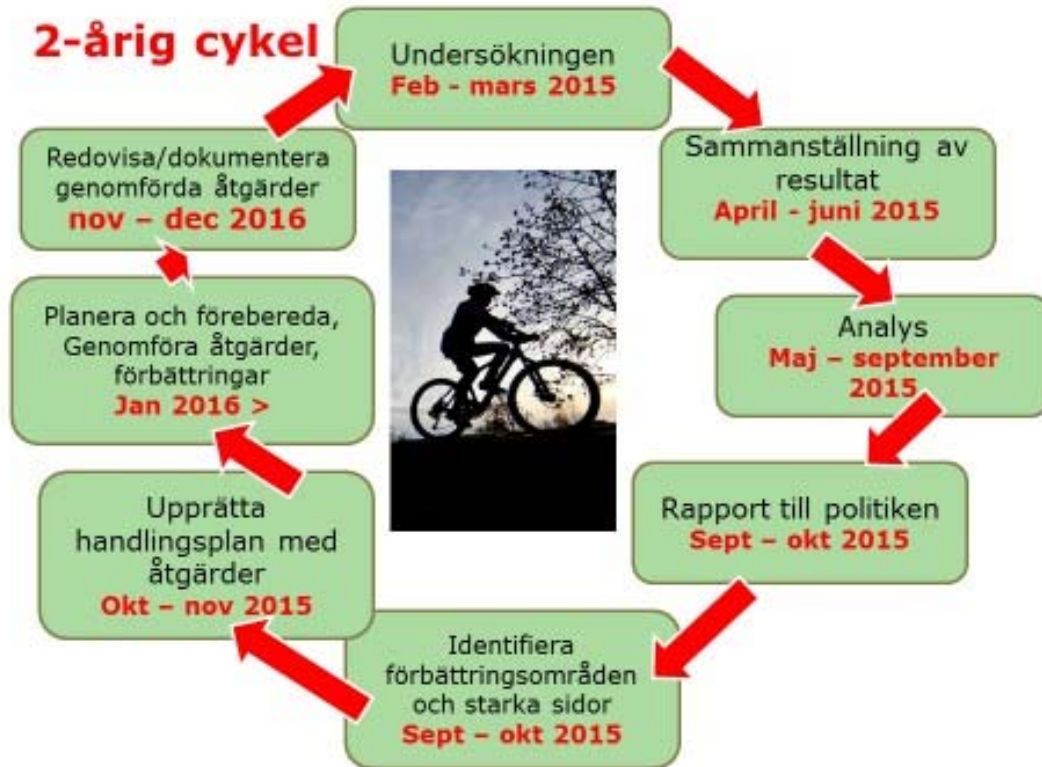 2-årig cykel
Undersökningen
Feb - mars 2015
Sammanställning av
resultat
April - juni 2015
Analys
Maj – september
2015
Rapport till politiken
Sept – okt 2015
Identifiera
förbättringsområden
och starka sidor
Sept – okt 2015
Upprätta
handlingsplan med
åtgärder
Okt – nov 2015
Planera och förebereda,
Genomföra åtgärder,
förbättringar
Jan 2016 >
Redovisa/dokumentera
genomförda åtgärder
nov – dec 2016